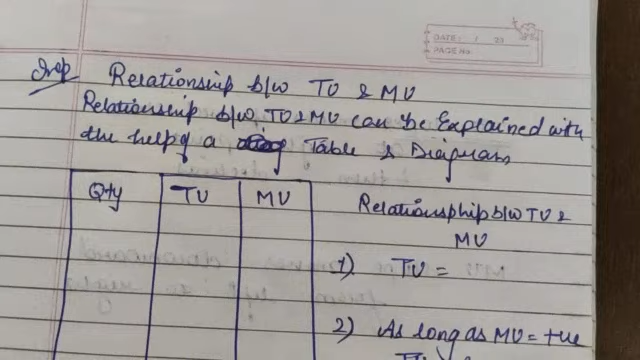 DATE: / 20
PAGE NO.
Imp Relationship b/w TU & MU
Relationship b/w TU & MU can be Explained with
the help of a Table & Diagram
Qty TU MU
Relationship b/w TU &
MU
1) TU =
2) As long as MU = +ve